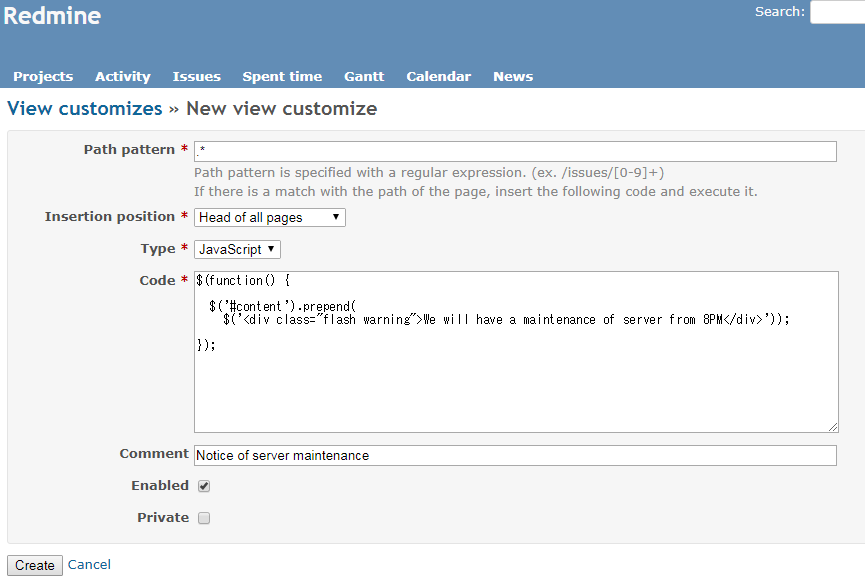 Redmine
Search:
Projects Activity Issues Spent time Gantt Calendar News
View customizes » New view customize
Path pattern * .*
Path pattern is specified with a regular expression. (ex. /issues/[0-9]+)
If there is a match with the path of the page, insert the following code and execute it.
Insertion position * Head of all pages
Type * JavaScript
Code * $(function() {
$('#content').prepend(
$('<div class="flash warning">We will have a maintenance of server from 8PM</div>'));
});
Comment Notice of server maintenance
Enabled
Private
Create Cancel